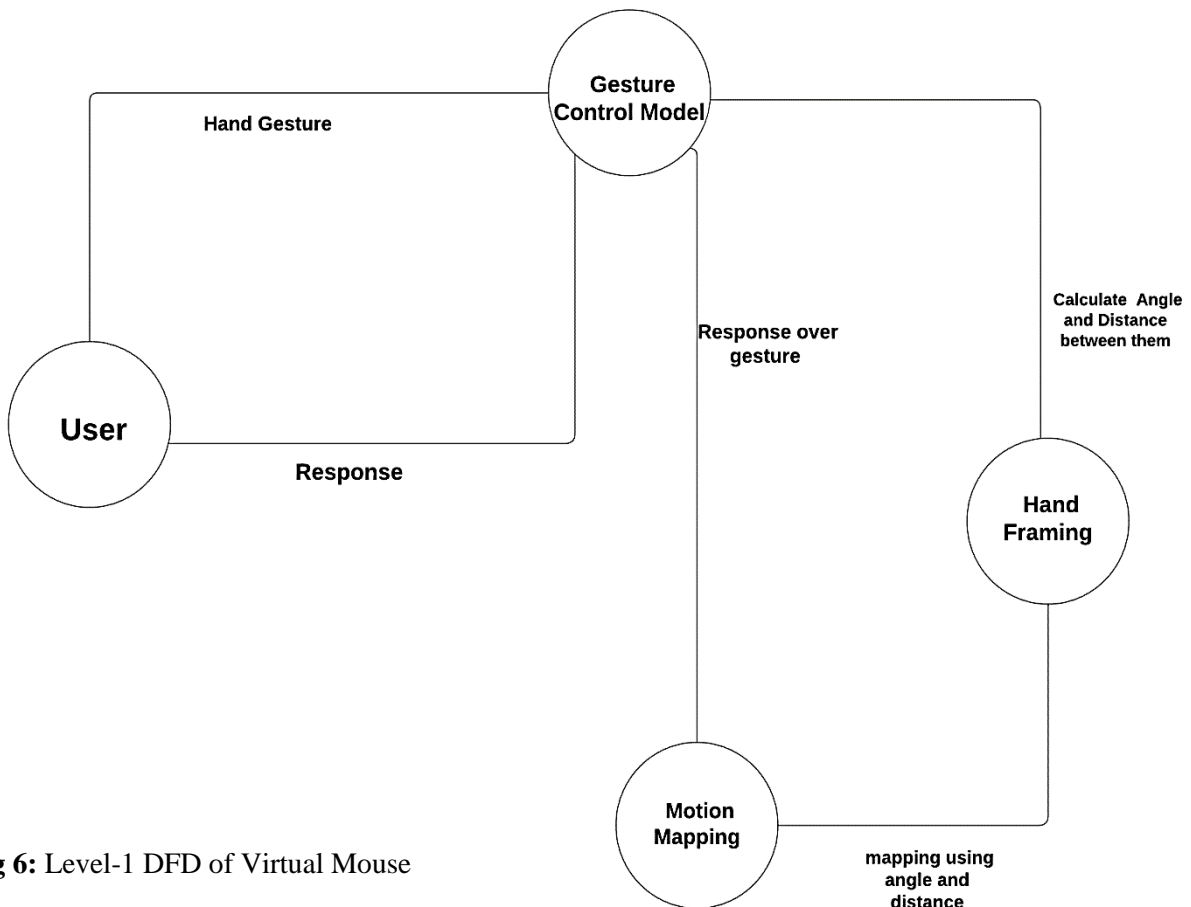 Gesture
Control Model
Hand Gesture
Calculate Angle
and Distance
between them
Response over
gesture
User
Response
Hand
Framing
Motion
Mapping
mapping using
angle and
distance
g 6: Level-1 DFD of Virtual Mouse